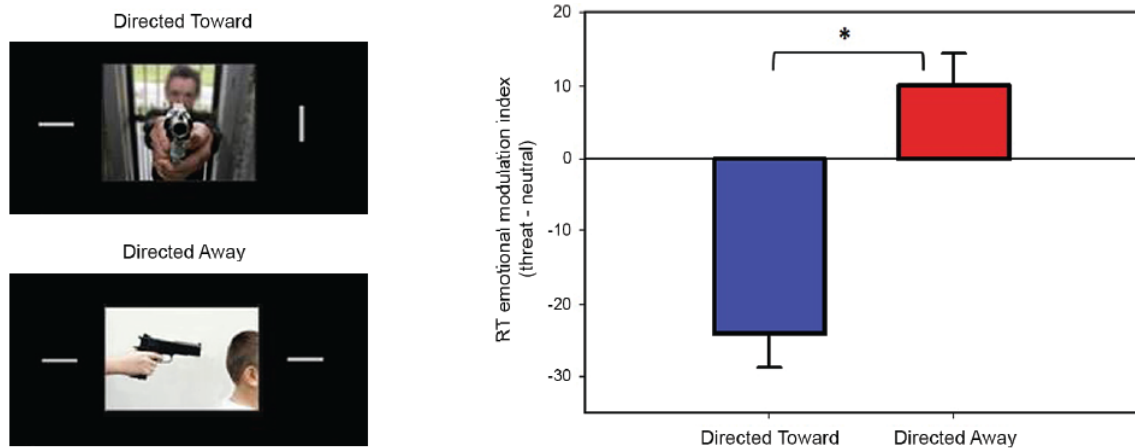 Directed Toward
Directed Away
RT emotional modulation index
(threat - neutral)
20
10
0
-10
-20
-30
*
Directed Toward
Directed Away